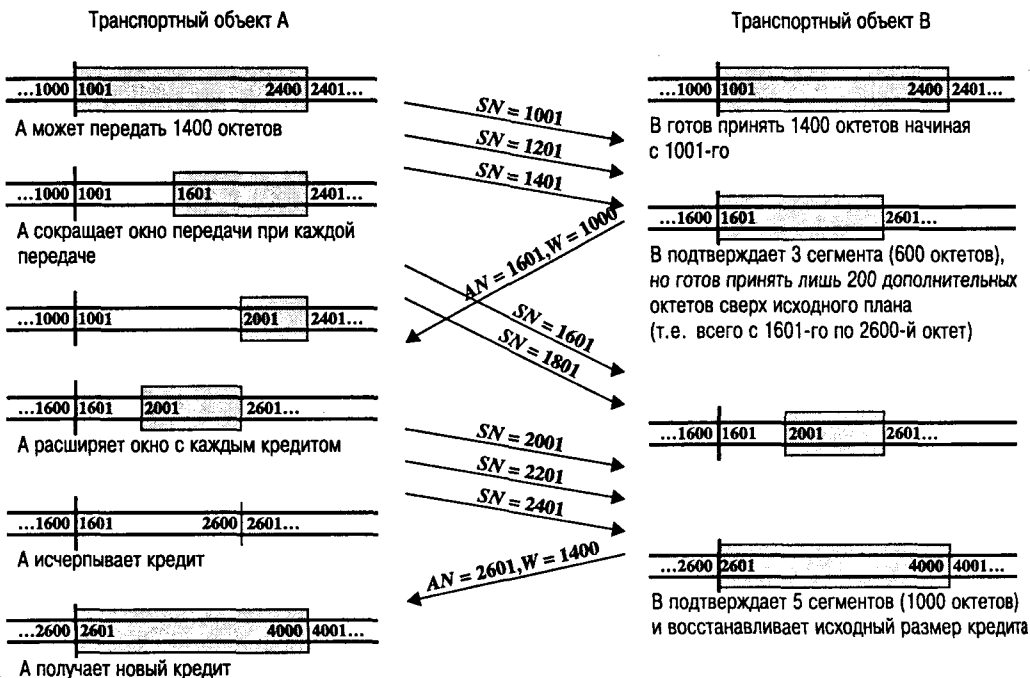 Транспортный объект А
Транспортный объект В
...1000 1001 2400 2401...
А может передать 1400 октетов
...1000 1001 1601 2401...
А сокращает окно передачи при каждой
передаче
...1000 1001 2001 2401...
...1600 1601 2001 2601...
А расширяет окно с каждым кредитом
...1600 1601 2600 2601...
А исчерпывает кредит
...2600 2601 4000 4001...
А получает новый кредит
SN = 1001
SN = 1201
SN = 1401
AN = 1601, W = 1000
SN = 1601
SN = 1801
SN = 2001
SN = 2201
SN = 2401
AN = 2601, W = 1400
...1000 1001 2400 2401...
В готов принять 1400 октетов начиная
с 1001-го
...1600 1601 2601...
В подтверждает 3 сегмента (600 октетов),
но готов принять лишь 200 дополнительных
октетов сверх исходного плана
(т.е. всего с 1601-го по 2600-й октет)
...1600 1601 2001 2601...
...2600 2601 4000 4001...
В подтверждает 5 сегментов (1000 октетов)
и восстанавливает исходный размер кредита